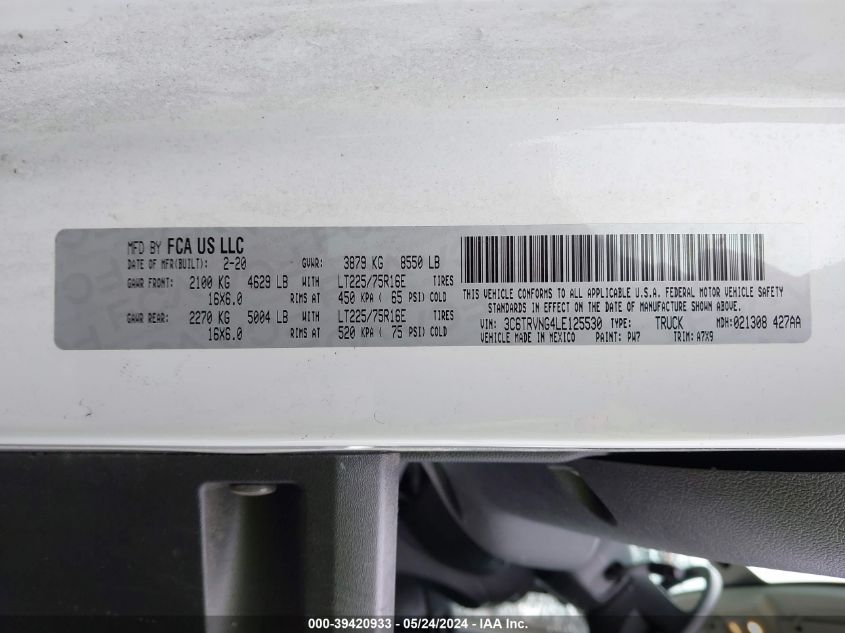 MFD BY FCA US LLC
DATE OF MFR(BUILT): 2-20 GVWR: 3879 KG 8550 LB
GAWR FRONT: 2100 KG 4629 LB WITH LT225/75R16E TIRES
16X6.0 RIMS AT 450 KPA ( 65 PSI) COLD
GAWR REAR: 2270 KG 5004 LB WITH LT225/75R16E TIRES
16X6.0 RIMS AT 520 KPA ( 75 PSI) COLD
THIS VEHICLE CONFORMS TO ALL APPLICABLE U.S.A. FEDERAL MOTOR VEHICLE SAFETY
STANDARDS IN EFFECT ON THE DATE OF MANUFACTURE SHOWN ABOVE.
VIN: 3C6TRVNG4LE125530 TYPE: TRUCK MDH:021308 427AA
VEHICLE MADE IN MEXICO PAINT: PW7 TRIM: A7X9
000-39420933 - 05/24/2024 - IAA Inc.